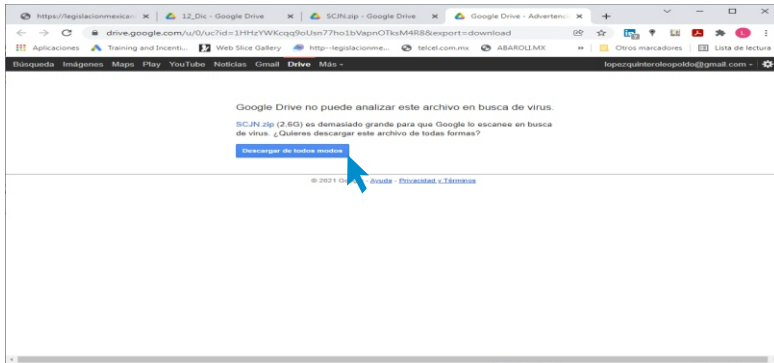 https://legislacionmexican
12_Dic - Google Drive
SCJN.zip - Google Drive
Google Drive - Advertenc
drive.google.com/u/0/uc?id=1HHzYWKcqq9oUsn77ho1bVapnOTksM4R8&export=download
Aplicaciones
Training and Incenti...
Web Slice Gallery
http--legislacionme...
telcel.com.mx
ABAROLI.MX
»
Otros marcadores
Lista de lectura
Búsqueda Imágenes Maps Play YouTube Noticias Gmail Drive Más
lopezquinteroleopoldo@gmail.com
Google Drive no puede analizar este archivo en busca de virus.
SCJN.zip (2.6G) es demasiado grande para que Google lo escanee en busca
de virus. ¿Quieres descargar este archivo de todas formas?
Descargar de todos modos
© 2021 - Ayuda - Privacidad y Términos